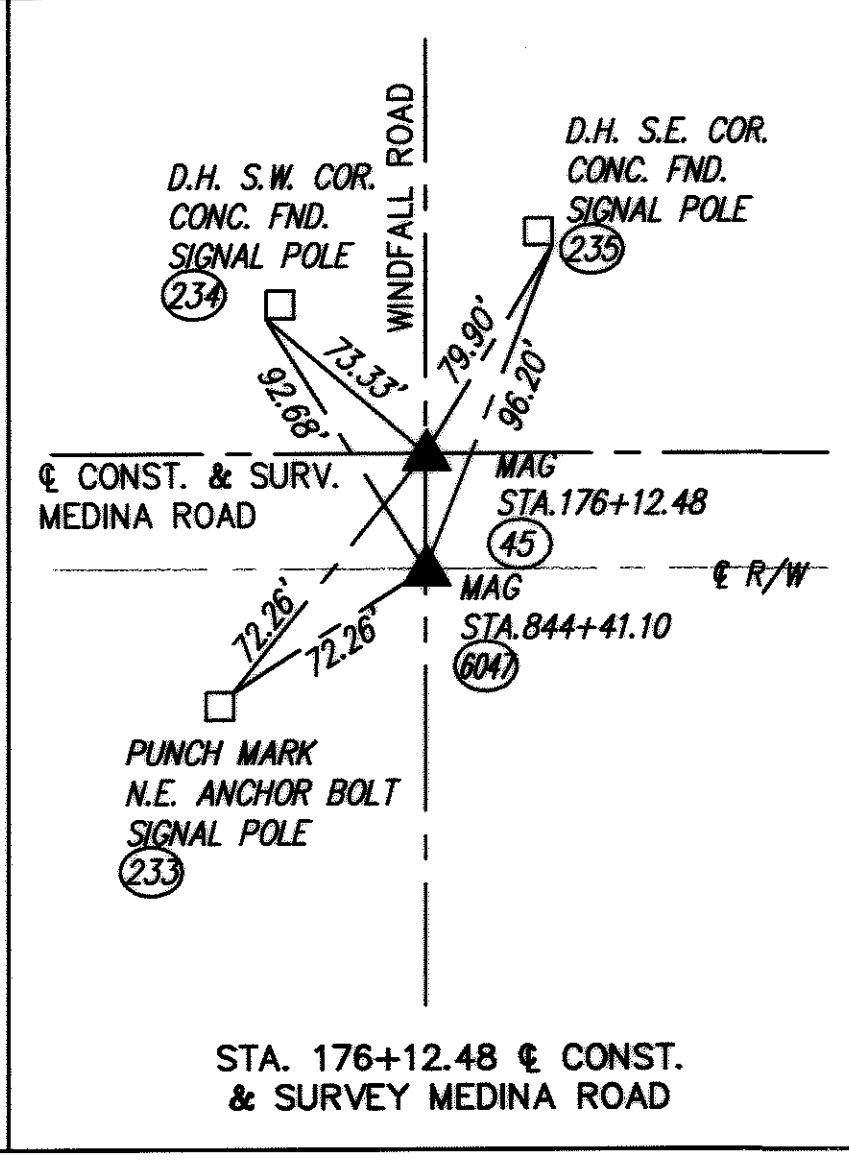 WINDFALL ROAD
D.H. S.W. COR.
CONC. FND.
SIGNAL POLE
234
D.H. S.E. COR.
CONC. FND.
SIGNAL POLE
235
73.33'
92.68'
79.90'
96.20'
℄ CONST. & SURV.
MEDINA ROAD
MAG
STA.176+12.48
45
℄ R/W
MAG
STA.844+41.10
6047
72.26'
72.26'
PUNCH MARK
N.E. ANCHOR BOLT
SIGNAL POLE
233
STA. 176+12.48 ℄ CONST.
& SURVEY MEDINA ROAD